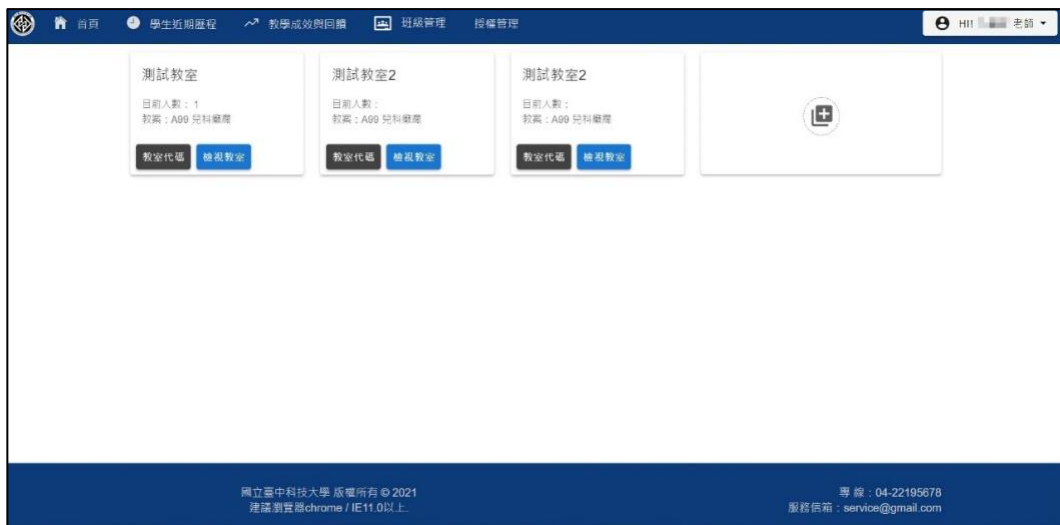 首頁
學生近期歷程
教學成效與回饋
班級管理
授權管理
HI!
老師
測試教室
目前人數：1
教案：A99 兒科
教室代碼
檢視教室
測試教室2
目前人數：
教案：A99 兒科
教室代碼
檢視教室
測試教室2
目前人數：
教案：A99 兒科
教室代碼
檢視教室
國立臺中科技大學 版權所有 © 2021
建議瀏覽器chrome / IE11.0以上.
專 線：04-22195678
服務信箱：service@gmail.com